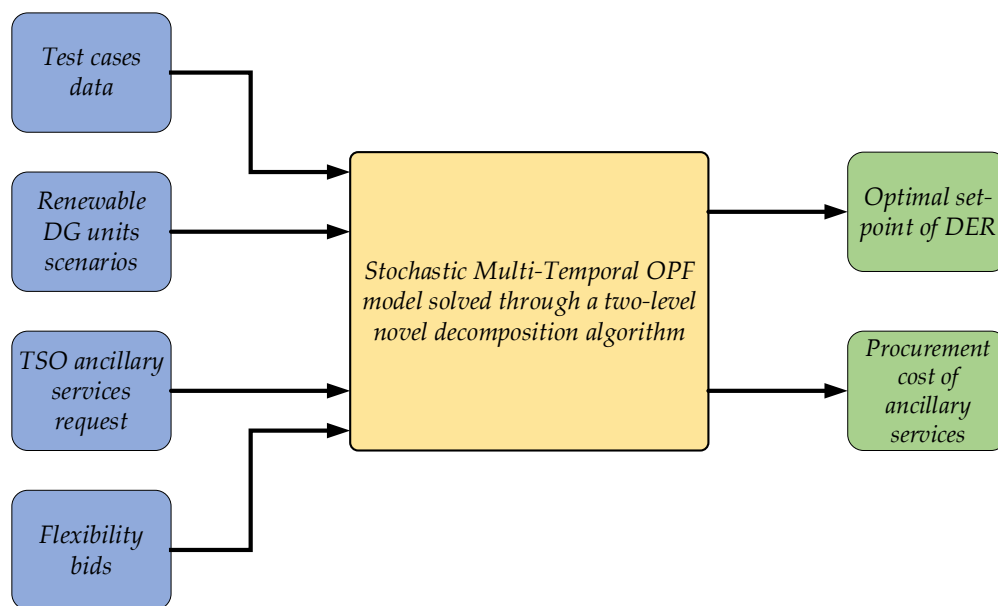 Test cases
data
Renewable
DG units
scenarios
TSO ancillary
services
request
Flexibility
bids
Stochastic Multi-Temporal OPF
model solved through a two-level
novel decomposition algorithm
Optimal set-
point of DER
Procurement
cost of
ancillary
services